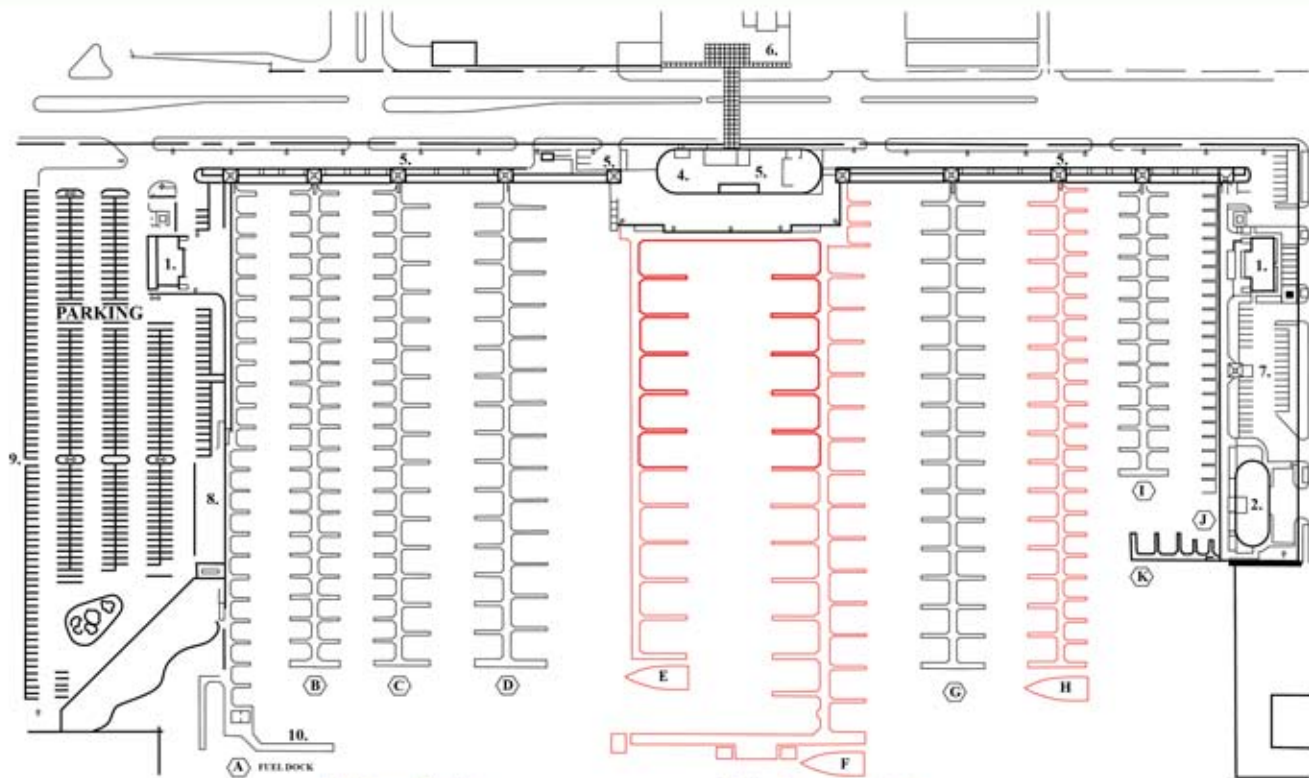 6.
5.
5.
4.
5.
5.
1.
1.
PARKING
7.
9.
8.
I
2.
J
K
B
C
D
E
G
H
10.
A FUEL DOCK
F